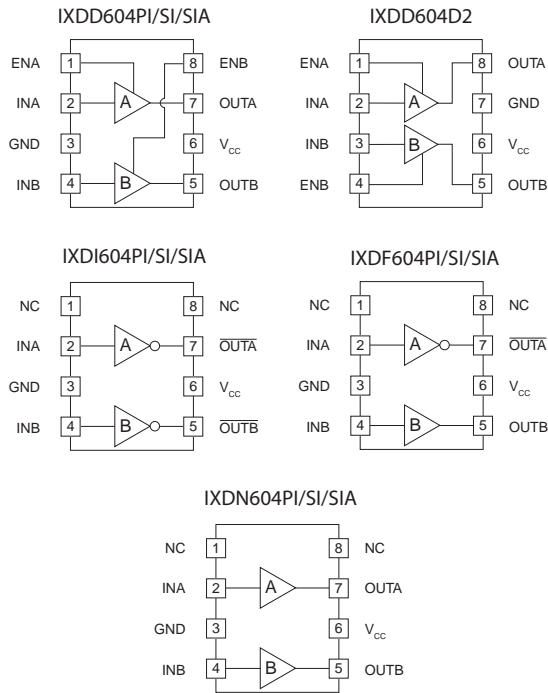 IXDD604PI/SI/SIA
ENA 1 8 ENB
INA 2 A 7 OUTA
GND 3 6 VCC
INB 4 B 5 OUTB
IXDD604D2
ENA 1 8 OUTA
INA 2 A 7 GND
INB 3 B 6 VCC
ENB 4 5 OUTB
IXDI604PI/SI/SIA
NC 1 8 NC
INA 2 A 7 O̅U̅T̅A̅
GND 3 6 VCC
INB 4 B 5 O̅U̅T̅B̅
IXDF604PI/SI/SIA
NC 1 8 NC
INA 2 A 7 O̅U̅T̅A̅
GND 3 6 VCC
INB 4 B 5 OUTB
IXDN604PI/SI/SIA
NC 1 8 NC
INA 2 A 7 OUTA
GND 3 6 VCC
INB 4 B 5 OUTB